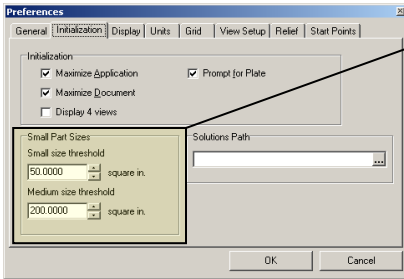 Preferences
General Initialization Display Units Grid View Setup Relief Start Points
Initialization
Maximize Application Prompt for Plate
Maximize Document
Display 4 views
Small Part Sizes Solutions Path
Small size threshold
50.0000 square in. ...
Medium size threshold
200.0000 square in.
OK Cancel